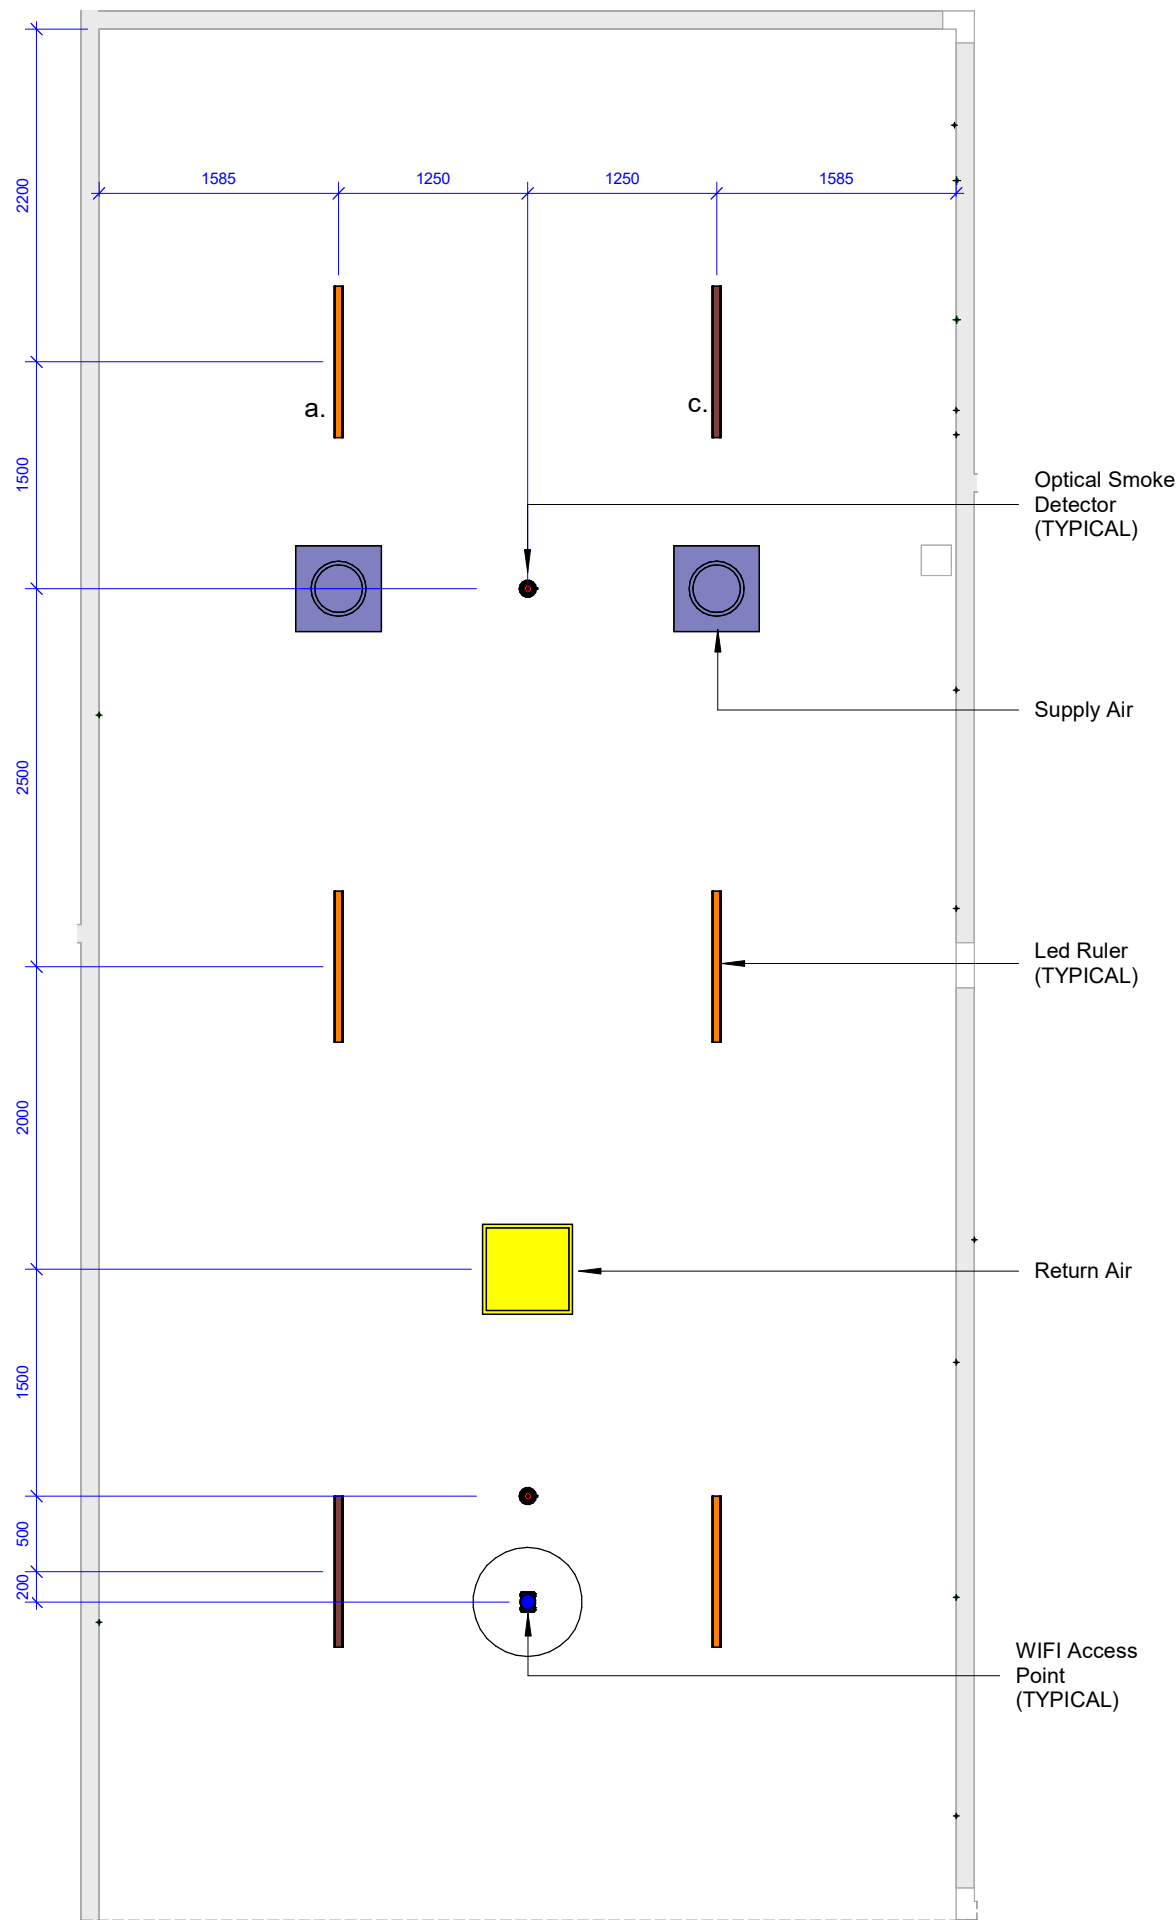 1585
1250
1250
1585
2200
a.
c.
1500
Optical Smoke
Detector
(TYPICAL)
Supply Air
2500
Led Ruler
(TYPICAL)
2000
Return Air
1500
500
200
WIFI Access
Point
(TYPICAL)